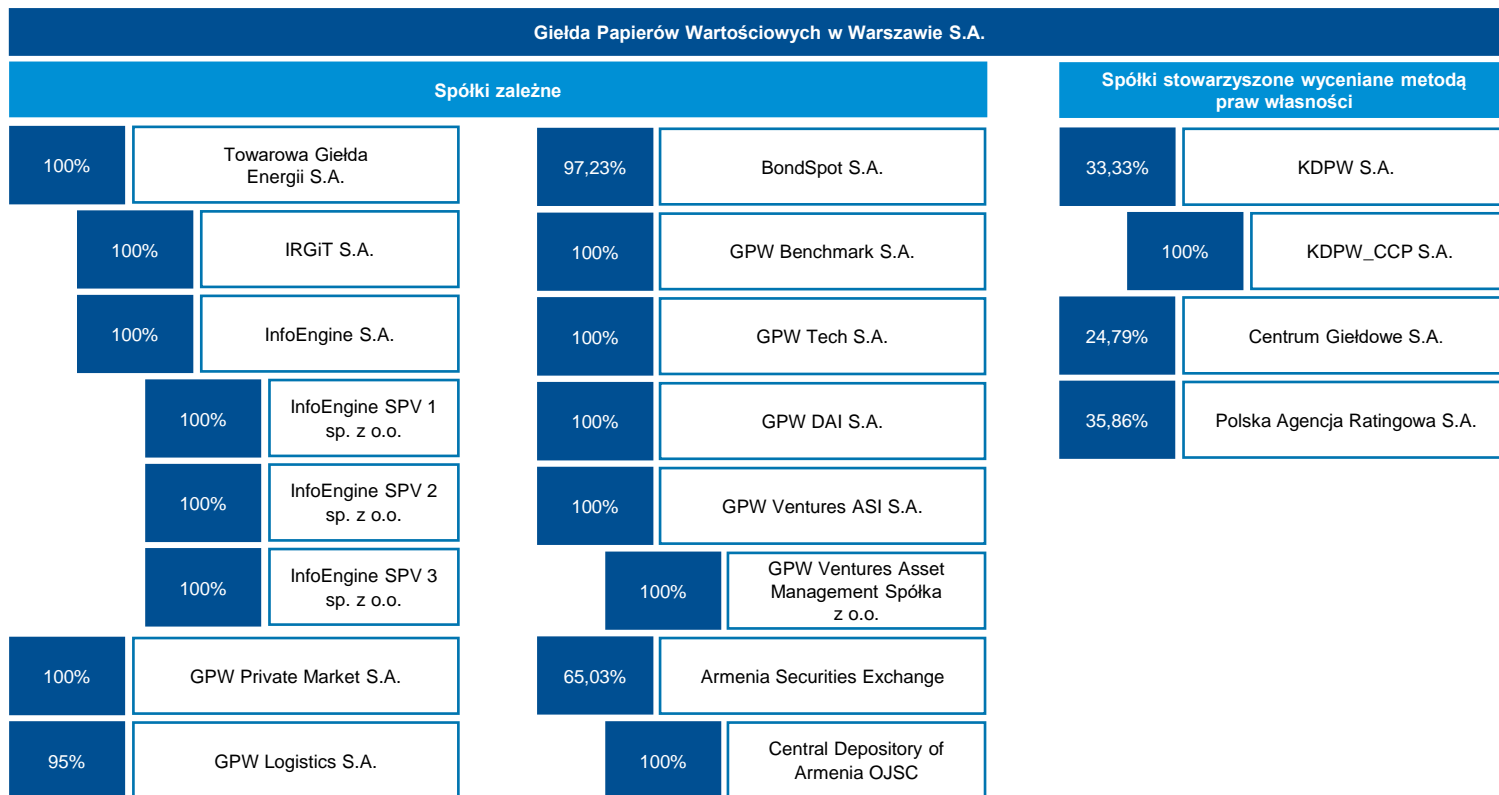 Giełda Papierów Wartościowych w Warszawie S.A.
Spółki zależne
100%
Towarowa Giełda
Energii S.A.
100%
IRGiT S.A.
100%
InfoEngine S.A.
100%
InfoEngine SPV 1
sp. z o.o.
100%
InfoEngine SPV 2
sp. z o.o.
100%
InfoEngine SPV 3
sp. z o.o.
100%
GPW Private Market S.A.
95%
GPW Logistics S.A.
97,23%
BondSpot S.A.
100%
GPW Benchmark S.A.
100%
GPW Tech S.A.
100%
GPW DAI S.A.
100%
GPW Ventures ASI S.A.
100%
GPW Ventures Asset
Management Spółka
z o.o.
65,03%
Armenia Securities Exchange
100%
Central Depository of
Armenia OJSC
Spółki stowarzyszone wyceniane metodą
praw własności
33,33%
KDPW S.A.
100%
KDPW_CCP S.A.
24,79%
Centrum Giełdowe S.A.
35,86%
Polska Agencja Ratingowa S.A.